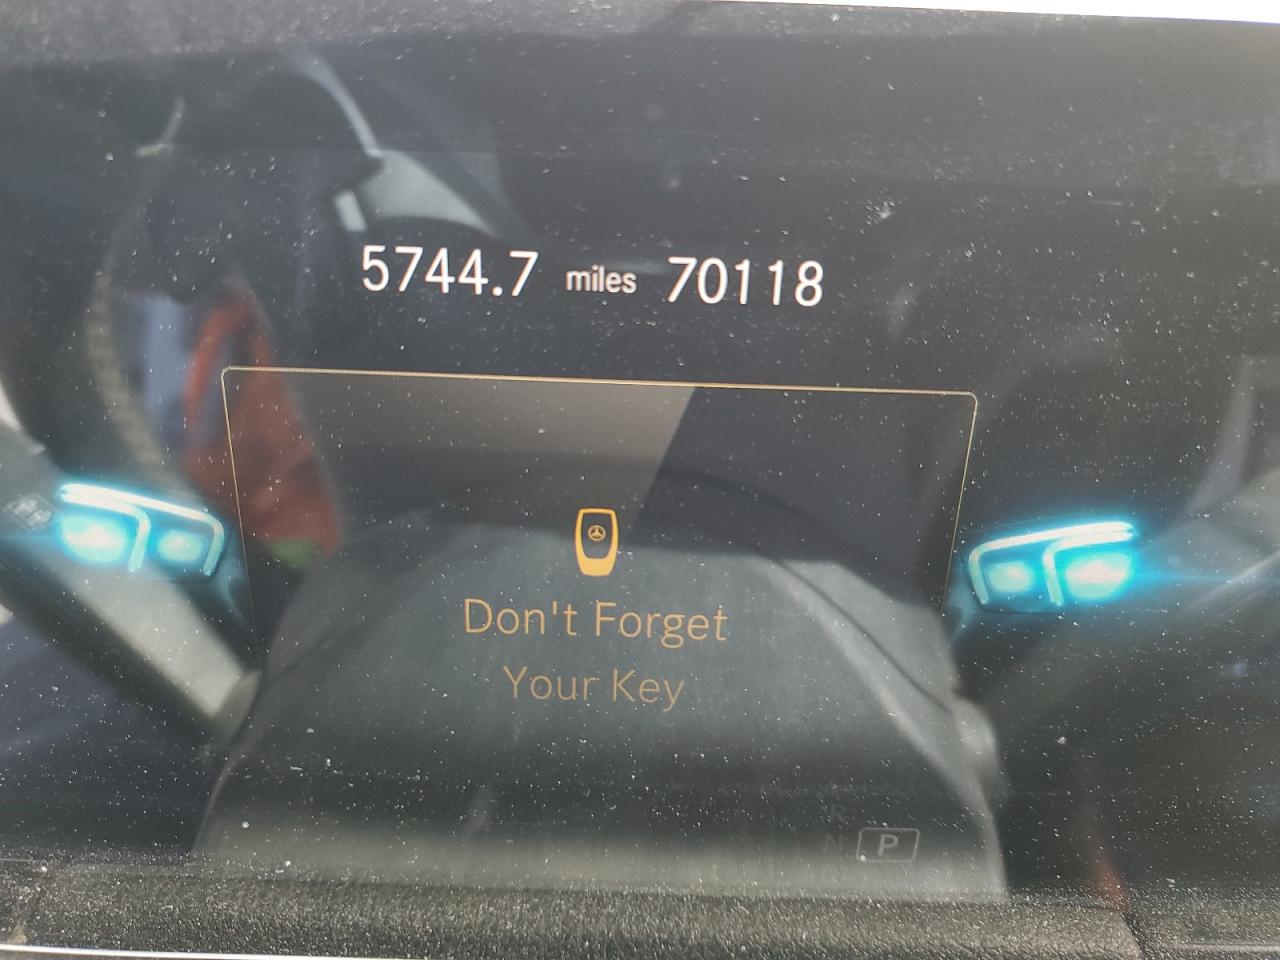 5744.7 miles 70118
Don't Forget
Your Key
R
N P